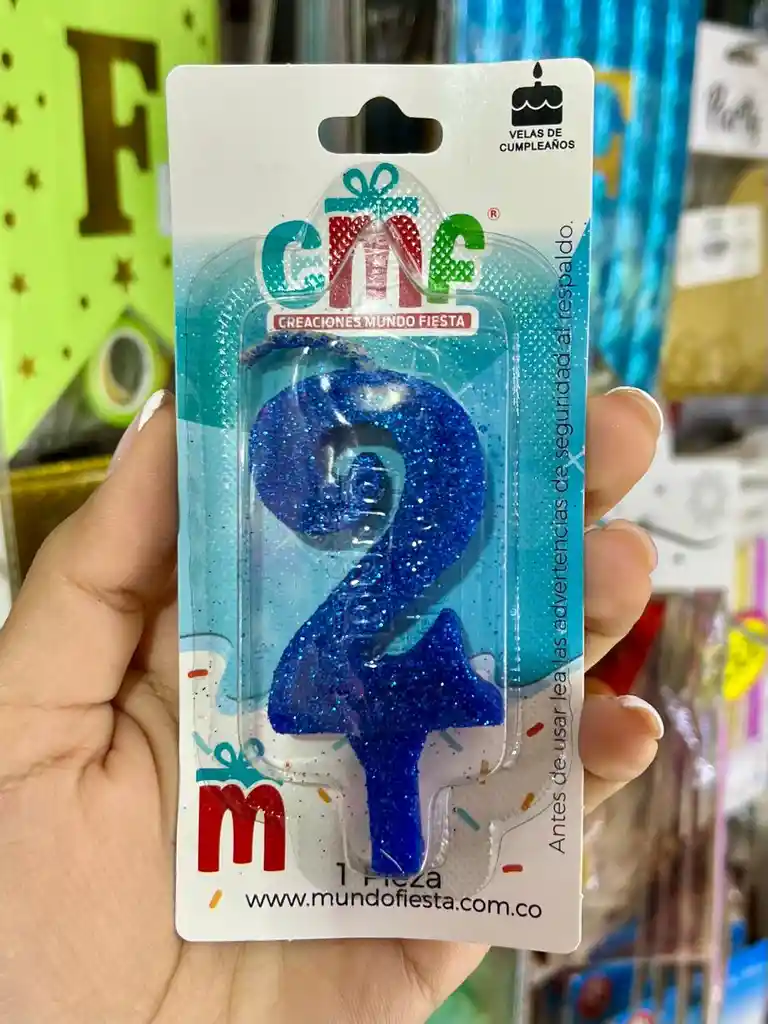 F
VELAS DE
CUMPLEAÑOS
cmf®
CREACIONES MUNDO FIESTA
2
Antes de usar lea las advertencias de seguridad al respaldo.
m
1 Pieza
www.mundofiesta.com.co